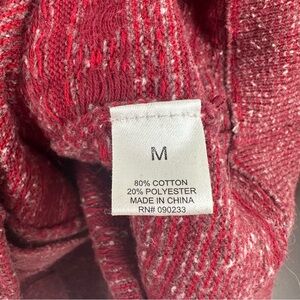 M
80% COTTON
20% POLYESTER
MADE IN CHINA
RN# 090233